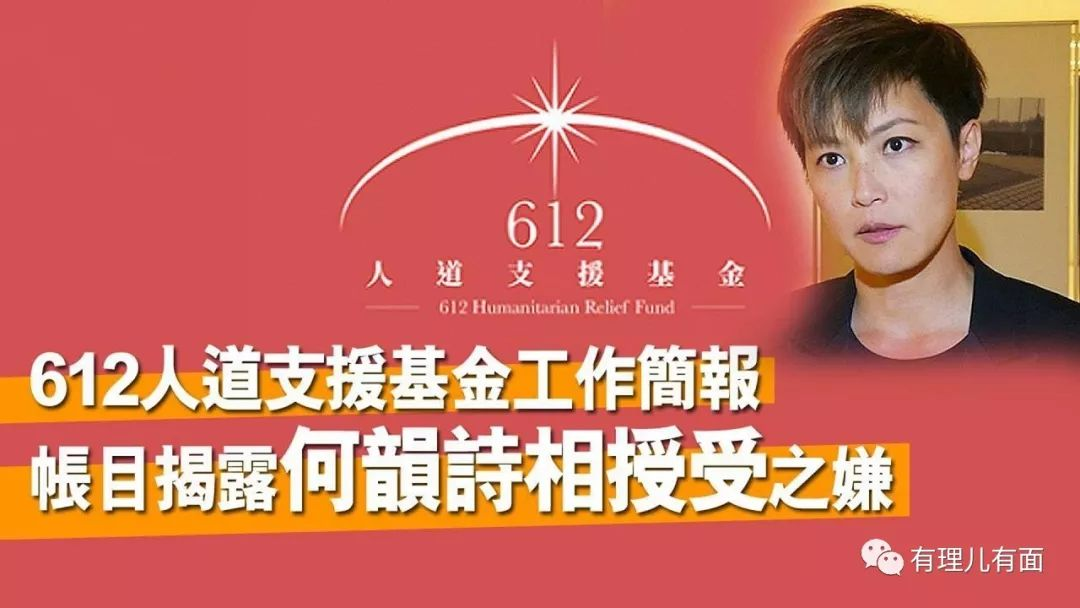 612
人道支援基金
612 Humanitarian Relief Fund
612人道支援基金工作簡報
帳目揭露何韻詩相授受之嫌
有理儿有面